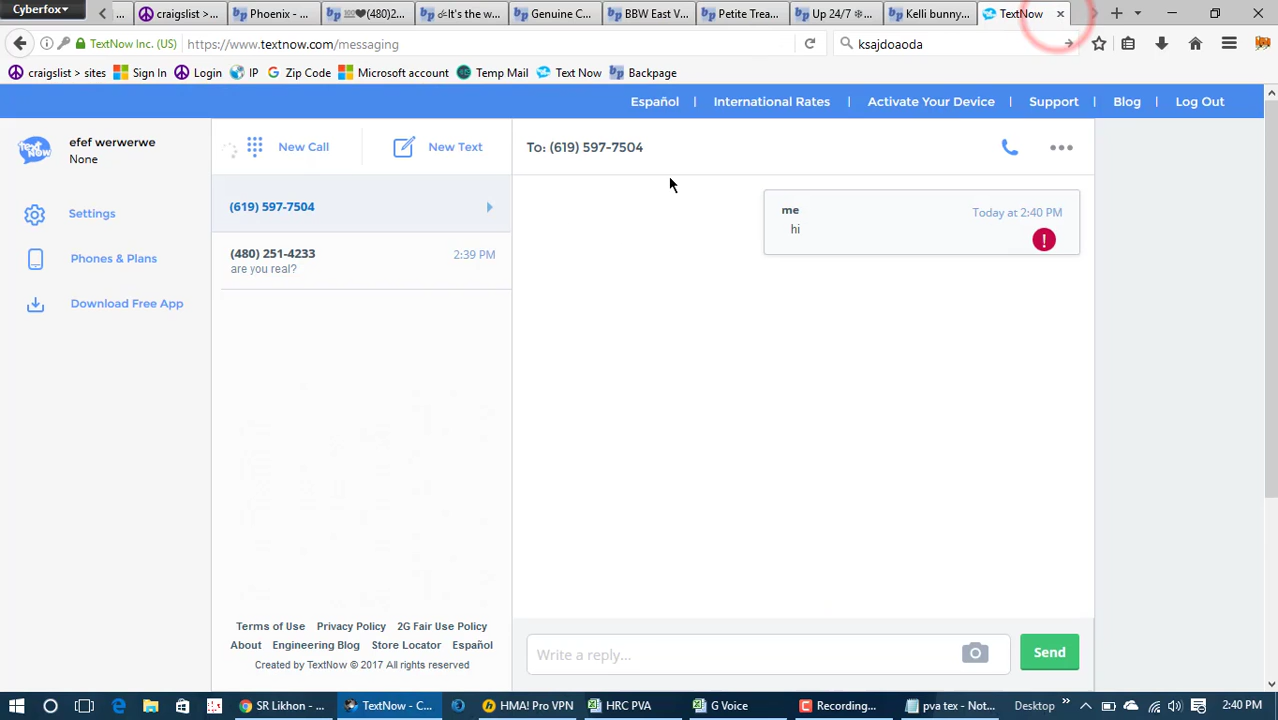 Cyberfox
...
craigslist >...
Phoenix - ...
💯❤(480)2...
It's the w...
Genuine C...
BBW East V...
Petite Trea...
Up 24/7 ❄...
Kelli bunny...
TextNow
TextNow Inc. (US)
https://www.textnow.com/messaging
ksajdoaoda
craigslist > sites
Sign In
Login
IP
Zip Code
Microsoft account
Temp Mail
Text Now
Backpage
Español | International Rates | Activate Your Device | Support | Blog | Log Out
text NOW
efef werwerwe
None
Settings
Phones & Plans
Download Free App
New Call
New Text
(619) 597-7504
(480) 251-4233
2:39 PM
are you real?
To: (619) 597-7504
me
Today at 2:40 PM
hi
!
Terms of Use Privacy Policy 2G Fair Use Policy
About Engineering Blog Store Locator Español
Created by TextNow © 2017 All rights reserved
Write a reply...
Send
SR Likhon - ...
TextNow - C...
HMA! Pro VPN
HRC PVA
G Voice
Recording...
pva tex - Not...
Desktop
2:40 PM